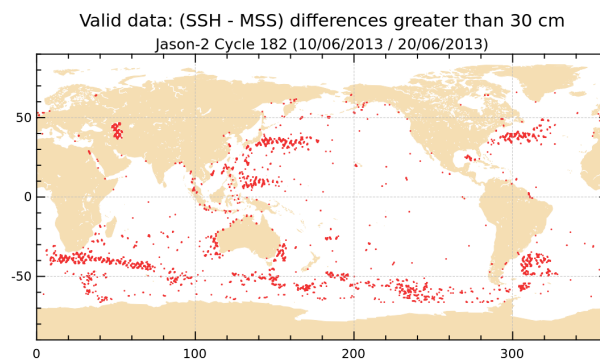 Valid data: (SSH - MSS) differences greater than 30 cm
Jason-2 Cycle 182 (10/06/2013 / 20/06/2013)
50
0
-50
0 100 200 300